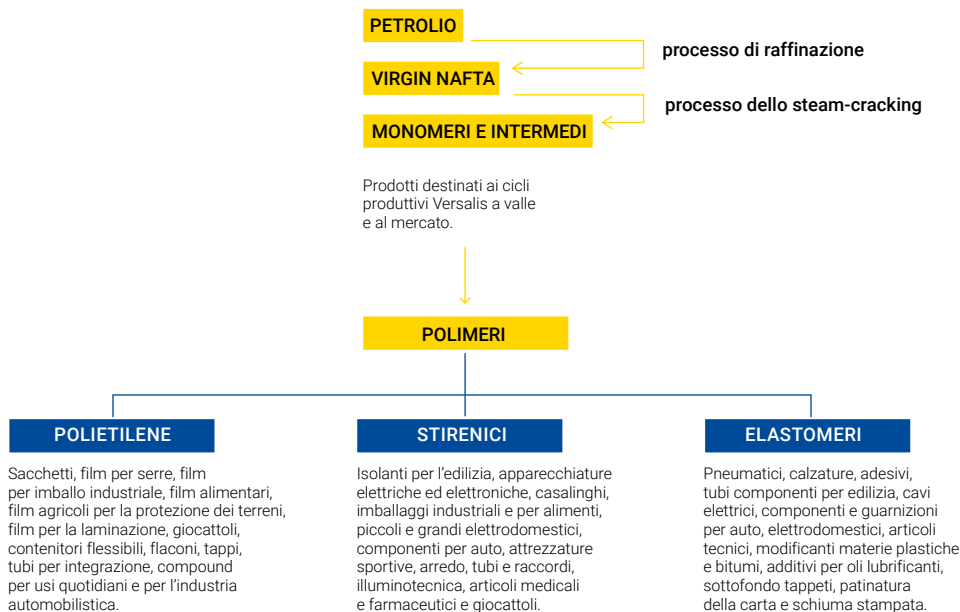 PETROLIO
processo di raffinazione
VIRGIN NAFTA
processo dello steam-cracking
MONOMERI E INTERMEDI
Prodotti destinati ai cicli
produttivi Versalis a valle
e al mercato.
POLIMERI
POLIETILENE
Sacchetti, film per serre, film
per imballo industriale, film alimentari,
film agricoli per la protezione dei terreni,
film per la laminazione, giocattoli,
contenitori flessibili, flaconi, tappi,
tubi per integrazione, compound
per usi quotidiani e per l'industria
automobilistica.
STIRENICI
Isolanti per l'edilizia, apparecchiature
elettriche ed elettroniche, casalinghi,
imballaggi industriali e per alimenti,
piccoli e grandi elettrodomestici,
componenti per auto, attrezzature
sportive, arredo, tubi e raccordi,
illuminotecnica, articoli medicali
e farmaceutici e giocattoli.
ELASTOMERI
Pneumatici, calzature, adesivi,
tubi componenti per edilizia, cavi
elettrici, componenti e guarnizioni
per auto, elettrodomestici, articoli
tecnici, modificanti materie plastiche
e bitumi, additivi per oli lubrificanti,
sottofondo tappeti, patinatura
della carta e schiuma stampata.